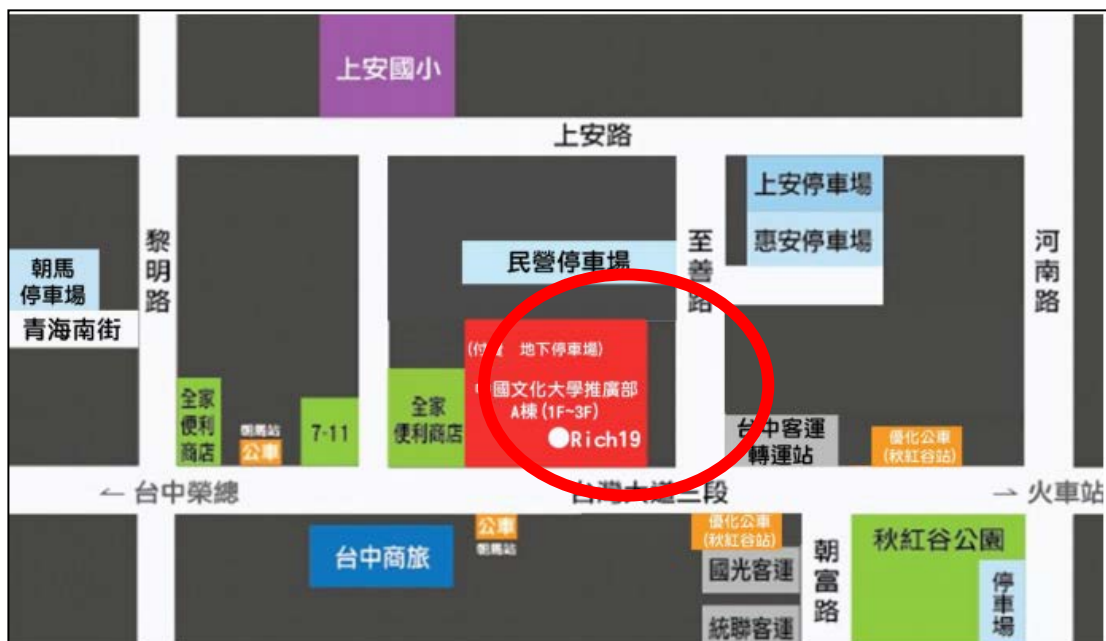 上安國小
上安路
上安停車場
惠安停車場
黎明路
朝馬
停車場
青海南街
民營停車場
至善路
河南路
(付 地下停車場)
國文化大學推廣部
A棟(1F~3F)
Rich19
全家
便利
商店
朝馬站
公車
7-11
全家
便利商店
台中客運
轉運站
優化公車
(秋紅谷站)
← 台中榮總
台灣大道三段
→ 火車站
台中商旅
公車
朝馬站
優化公車
(秋紅谷站)
國光客運
統聯客運
朝富路
秋紅谷公園
停車場